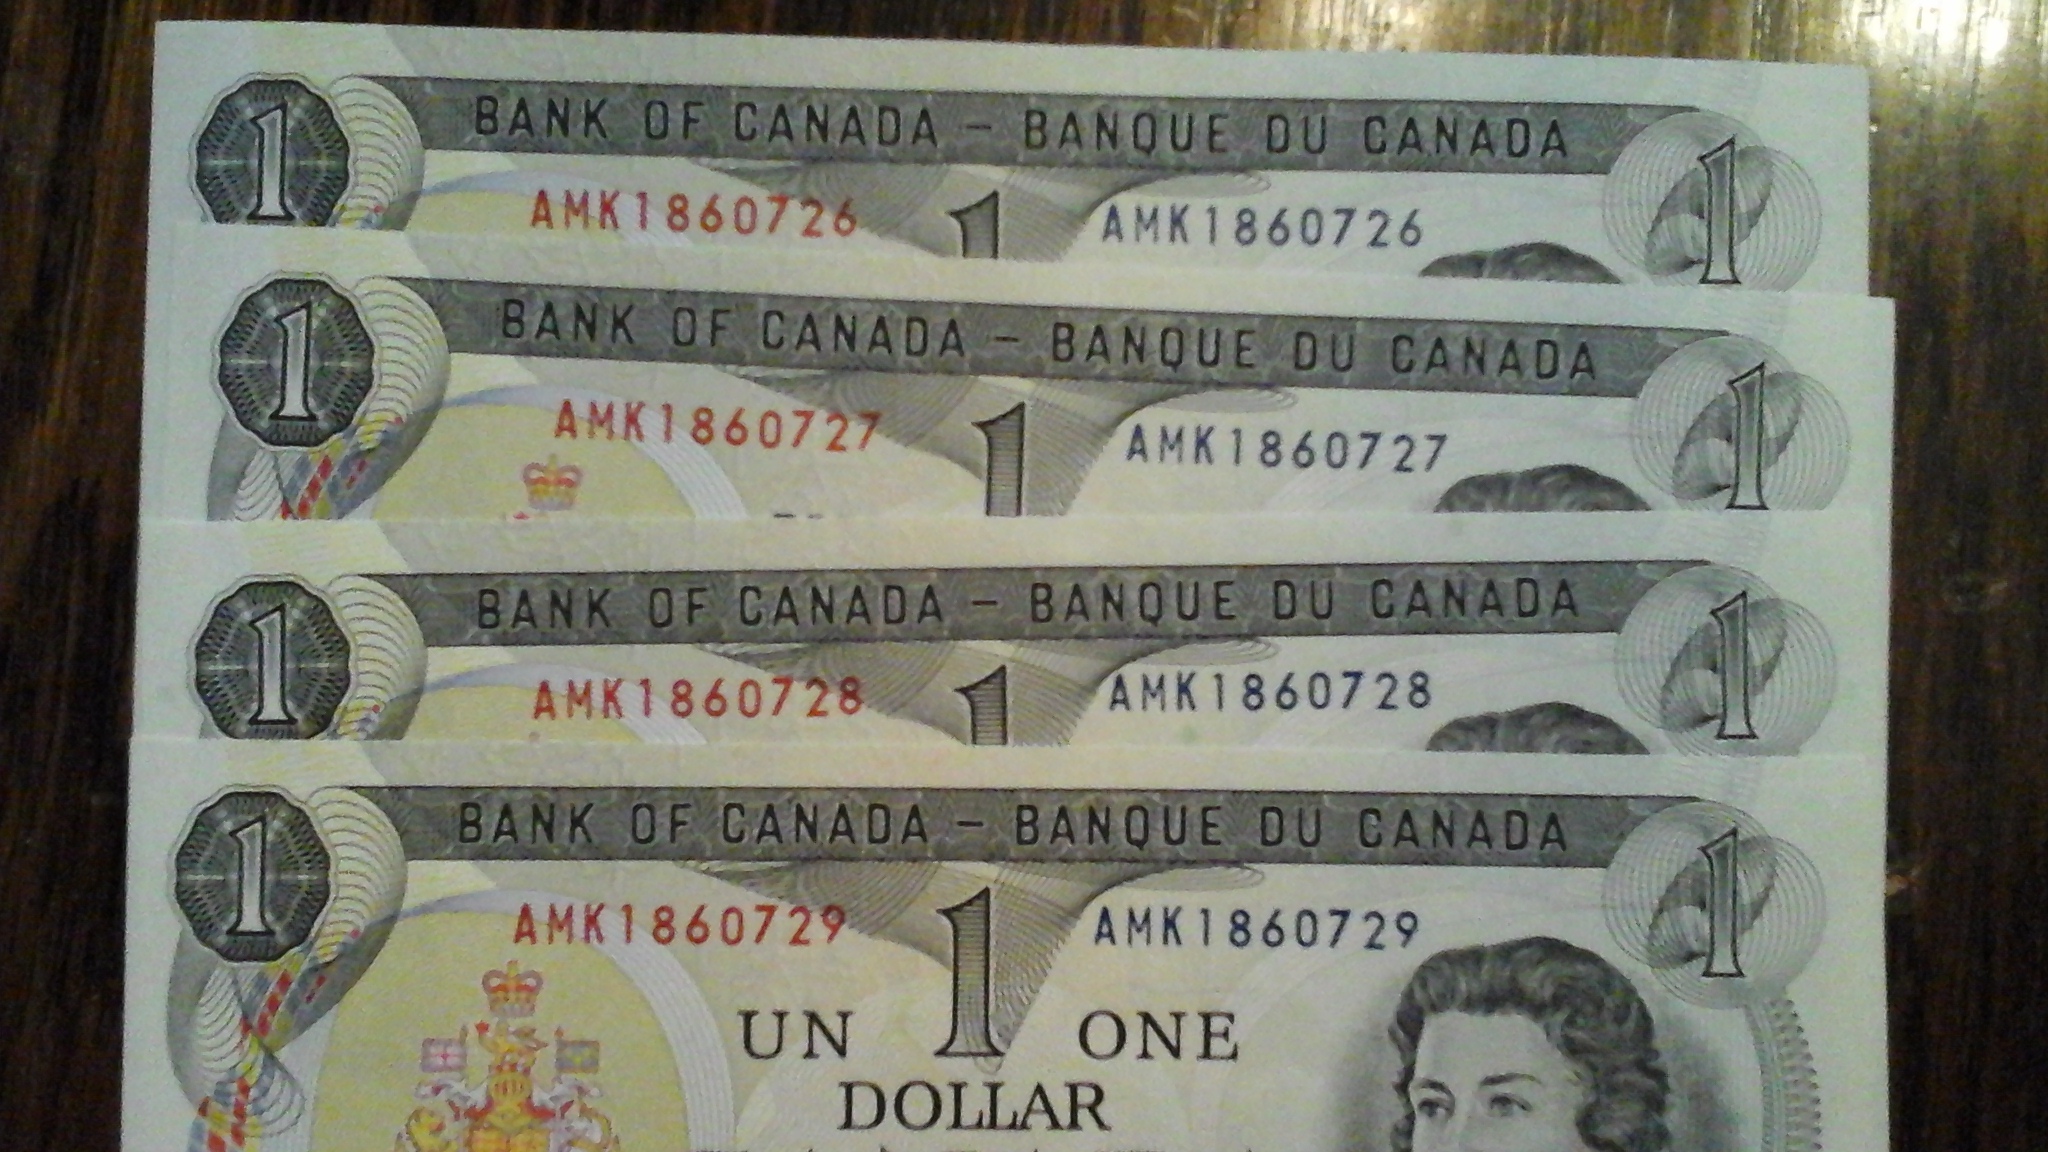 1 BANK OF CANADA - BANQUE DU CANADA 1
AMK1860726 1 AMK1860726
1 BANK OF CANADA - BANQUE DU CANADA 1
AMK1860727 1 AMK1860727
1 BANK OF CANADA - BANQUE DU CANADA 1
AMK1860728 1 AMK1860728
1 BANK OF CANADA - BANQUE DU CANADA 1
AMK1860729 1 AMK1860729
UN ONE
DOLLAR